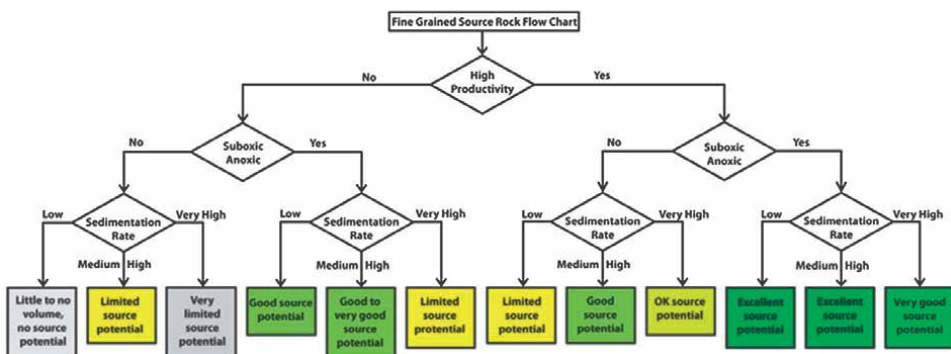 Fine Grained Source Rock Flow Chart
No
High
Productivity
Yes
No
Suboxic
Anoxic
Yes
No
Suboxic
Anoxic
Yes
Low
Sedimentation
Rate
Very High
Medium
High
Low
Sedimentation
Rate
Very High
Medium
High
Low
Sedimentation
Rate
Very High
Medium
High
Low
Sedimentation
Rate
Very High
Medium
High
Little to no
volume,
no source
potential
Limited
source
potential
Very
limited
source
potential
Good source
potential
Good to
very good
source
potential
Limited
source
protential
Limited
source
potential
Good
source
potential
OK source
potential
Excellent
source
potential
Excellent
source
potential
Very good
source
potential